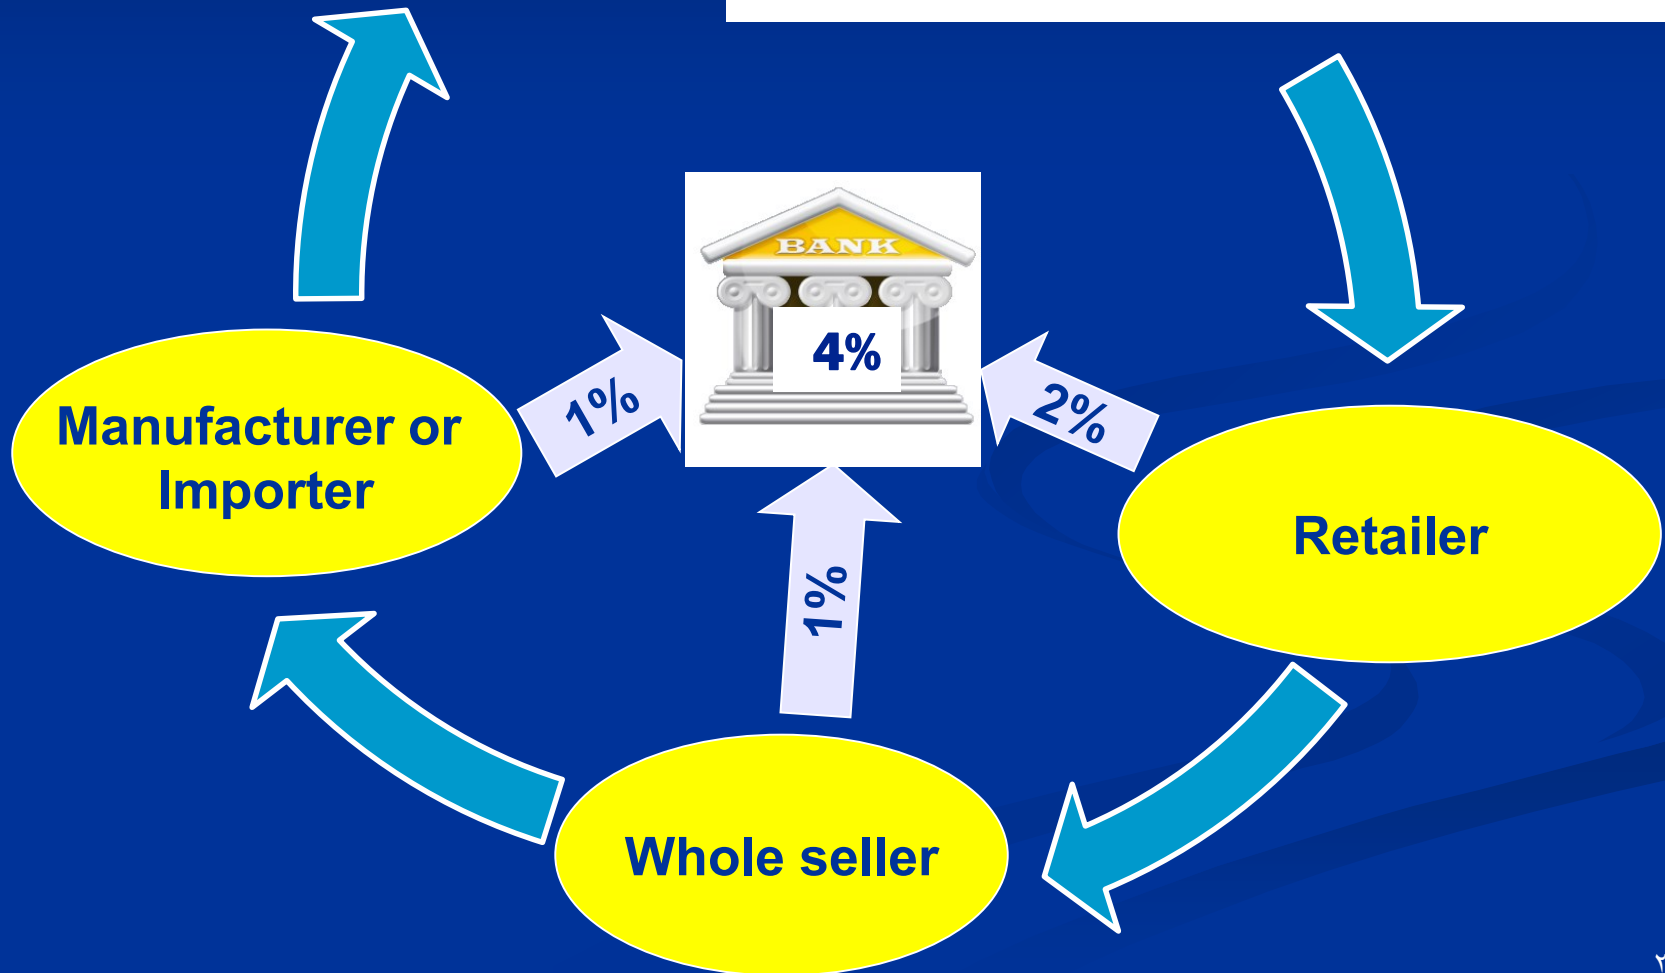 BANK
4%
1%
2%
Manufacturer or
Importer
Retailer
1%
Whole seller